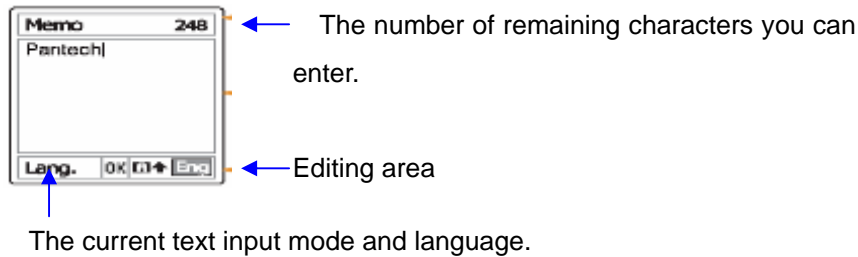 Memo 248
The number of remaining characters you can
Pantech
enter.
Lang. OK Eng
Editing area
The current text input mode and language.